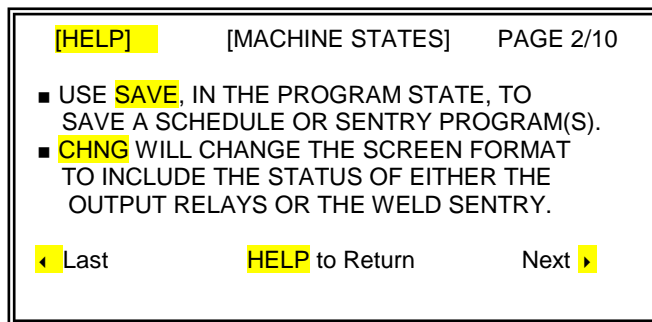 [HELP] [MACHINE STATES] PAGE 2/10
■ USE SAVE, IN THE PROGRAM STATE, TO
SAVE A SCHEDULE OR SENTRY PROGRAM(S).
■ CHNG WILL CHANGE THE SCREEN FORMAT
TO INCLUDE THE STATUS OF EITHER THE
OUTPUT RELAYS OR THE WELD SENTRY.
Last HELP to Return Next